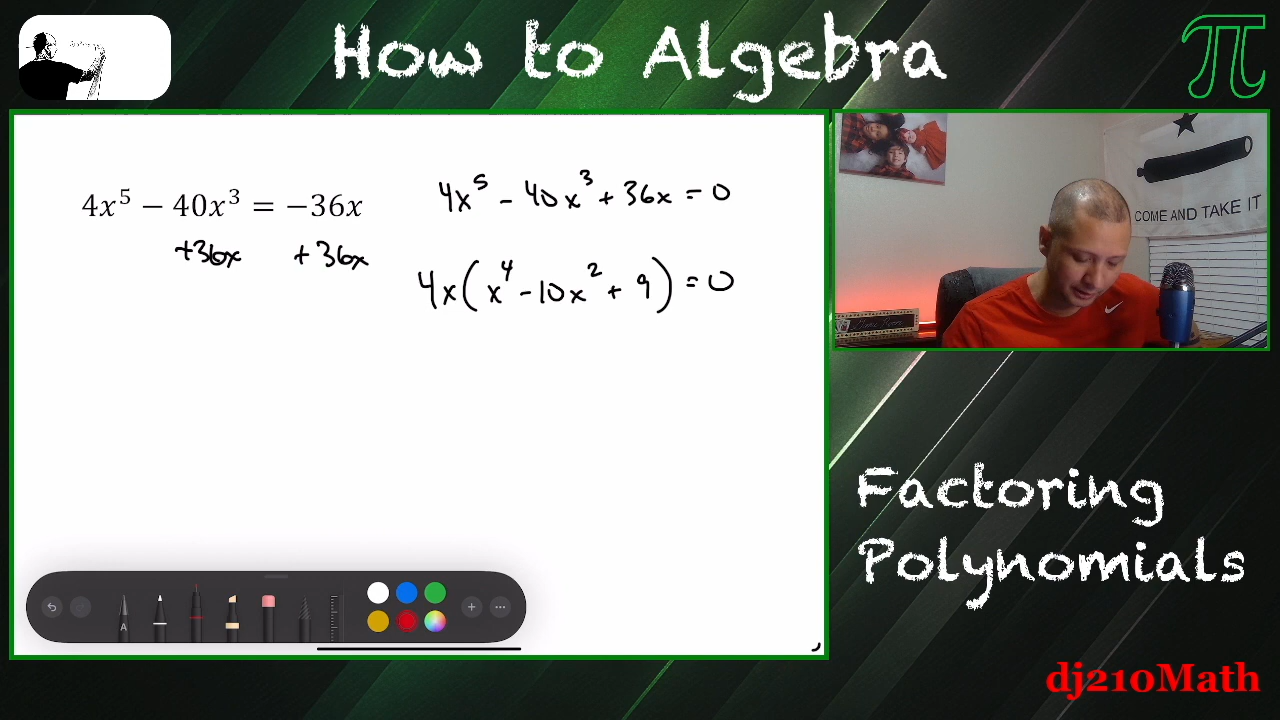 How to Algebra
4x⁵ − 40x³ = −36x
+36x +36x
4x⁵ - 40x³ + 36x = 0
4x(x⁴ - 10x² + 9) = 0
A
COME AND TAKE IT
Factoring
Polynomials
dj210Math